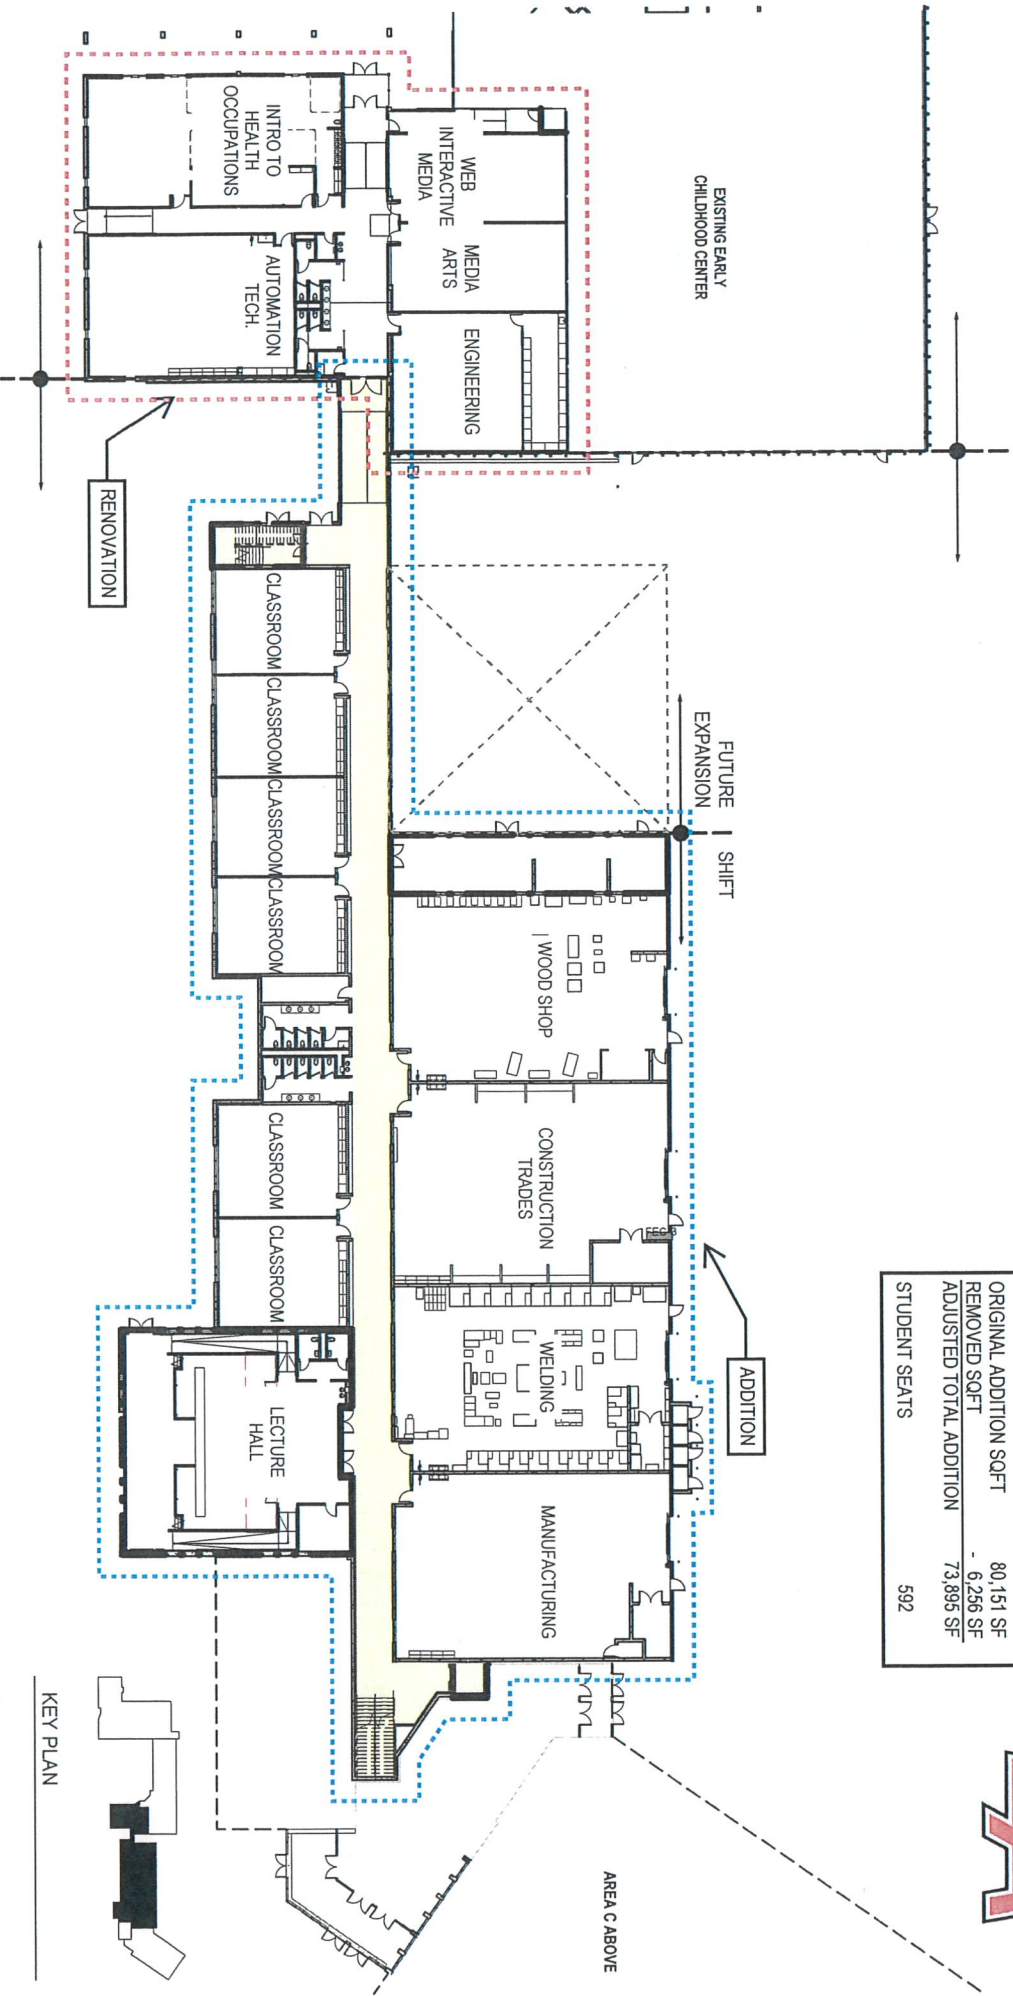 EXISTING EARLY
CHILDHOOD CENTER
WEB
INTERACTIVE
MEDIA
MEDIA
ARTS
ENGINEERING
INTRO TO
HEALTH
OCCUPATIONS
AUTOMATION
TECH.
RENOVATION
FUTURE
EXPANSION
SHIFT
ADDITION
ORIGINAL ADDITION SQFT 80,151 SF
REMOVED SQFT - 6,256 SF
ADJUSTED TOTAL ADDITION 73,895 SF
STUDENT SEATS 592
WOOD SHOP
CONSTRUCTION
TRADES
WELDING
MANUFACTURING
CLASSROOM
CLASSROOM
CLASSROOM
CLASSROOM
CLASSROOM
CLASSROOM
LECTURE
HALL
AREA C ABOVE
KEY PLAN